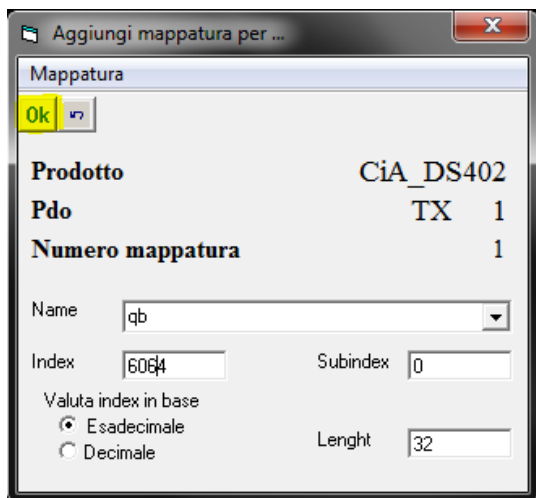 Aggiungi mappatura per ...
Mappatura
Ok
Prodotto CiA_DS402
Pdo TX 1
Numero mappatura 1
Name qb
Index 6064 Subindex 0
Valuta index in base
Esadecimale
Decimale
Lenght 32